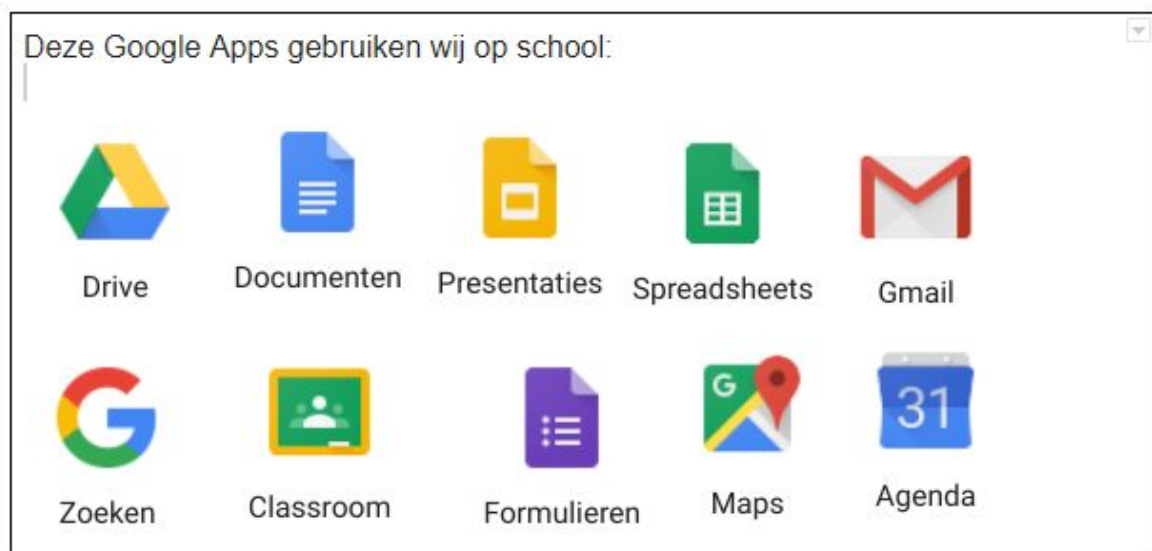 Deze Google Apps gebruiken wij op school:
Drive Documenten Presentaties Spreadsheets Gmail
G 31
Zoeken Classroom Formulieren Maps Agenda